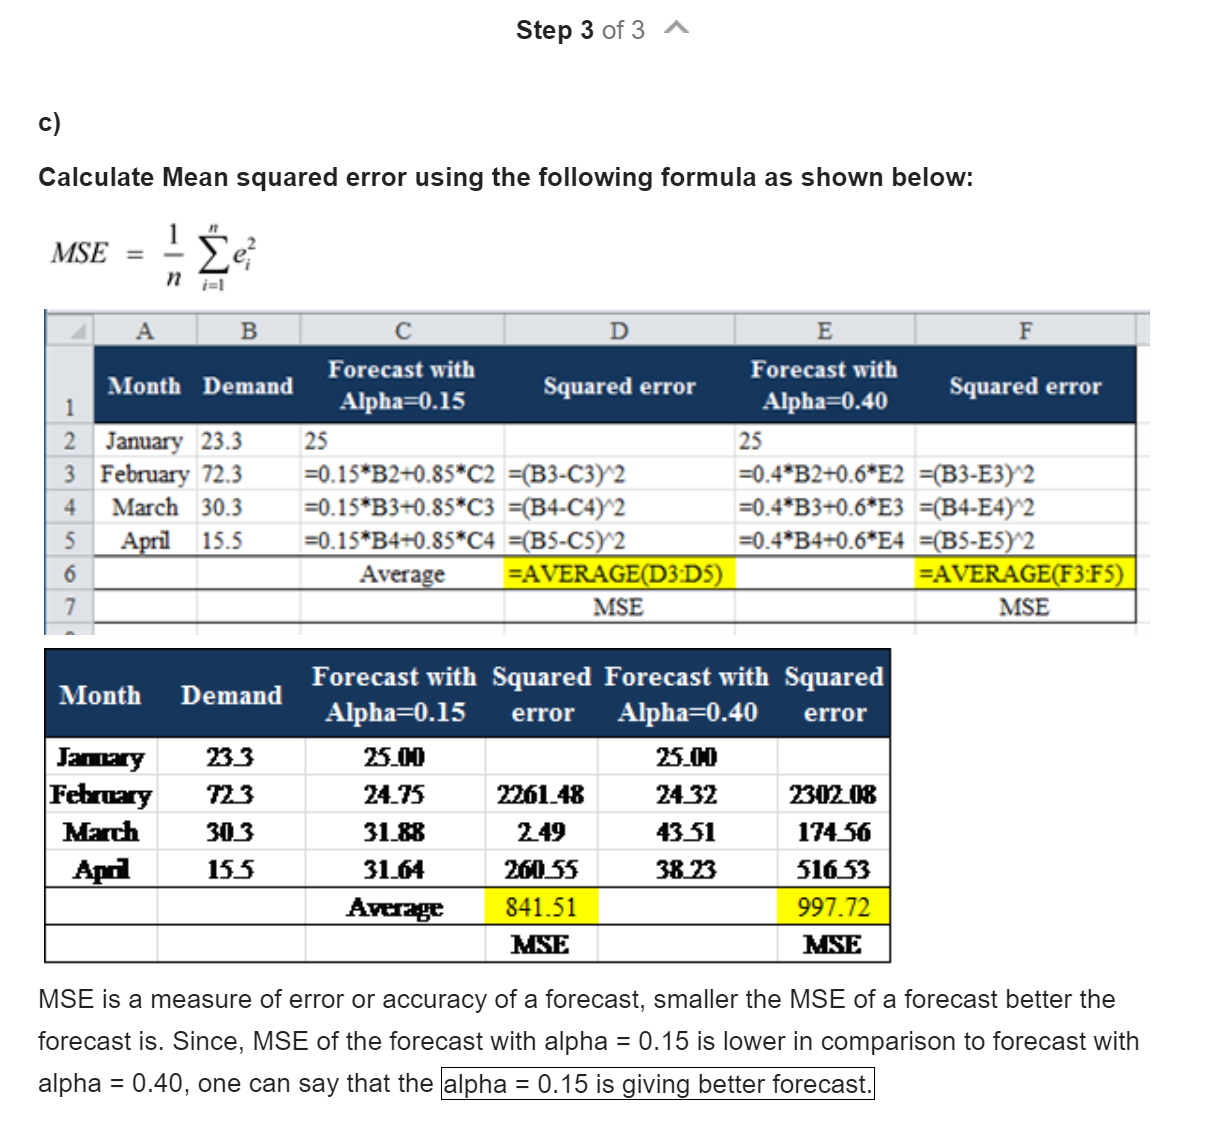 Step 3 of 3
c)
Calculate Mean squared error using the following formula as shown below:
MSE = 1/n ∑ᵢ₌₁ⁿ eᵢ²
A B C D E F
1 Month Demand Forecast with Alpha=0.15 Squared error Forecast with Alpha=0.40 Squared error
2 January 23.3 25 25
3 February 72.3 =0.15*B2+0.85*C2 =(B3-C3)^2 =0.4*B2+0.6*E2 =(B3-E3)^2
4 March 30.3 =0.15*B3+0.85*C3 =(B4-C4)^2 =0.4*B3+0.6*E3 =(B4-E4)^2
5 April 15.5 =0.15*B4+0.85*C4 =(B5-C5)^2 =0.4*B4+0.6*E4 =(B5-E5)^2
6 Average =AVERAGE(D3:D5) =AVERAGE(F3:F5)
7 MSE MSE
Month Demand Forecast with Alpha=0.15 Squared error Forecast with Alpha=0.40 Squared error
January 23.3 25.00 25.00
February 72.3 24.75 2261.48 24.32 2302.08
March 30.3 31.88 2.49 43.51 174.56
April 15.5 31.64 260.55 38.23 516.53
Average 841.51 997.72
MSE MSE
MSE is a measure of error or accuracy of a forecast, smaller the MSE of a forecast better the
forecast is. Since, MSE of the forecast with alpha = 0.15 is lower in comparison to forecast with
alpha = 0.40, one can say that the alpha = 0.15 is giving better forecast.